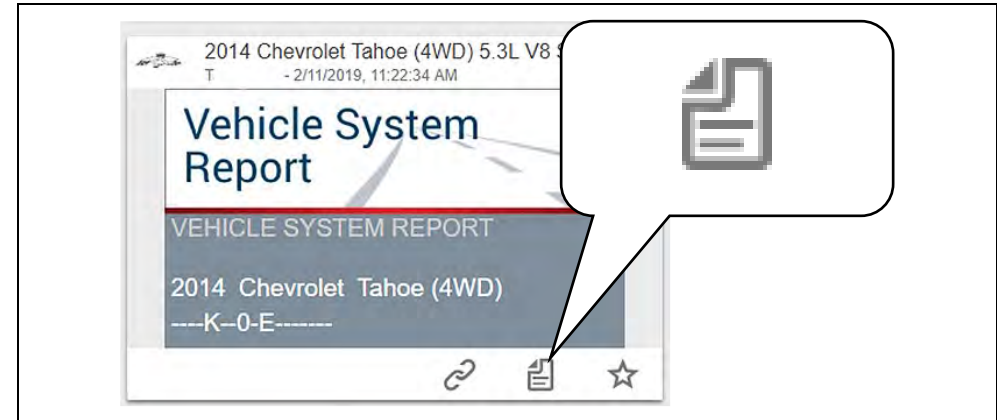 2014 Chevrolet Tahoe (4WD) 5.3L V8
T - 2/11/2019, 11:22:34 AM
Vehicle System
Report
VEHICLE SYSTEM REPORT
2014 Chevrolet Tahoe (4WD)
----K--0-E-------